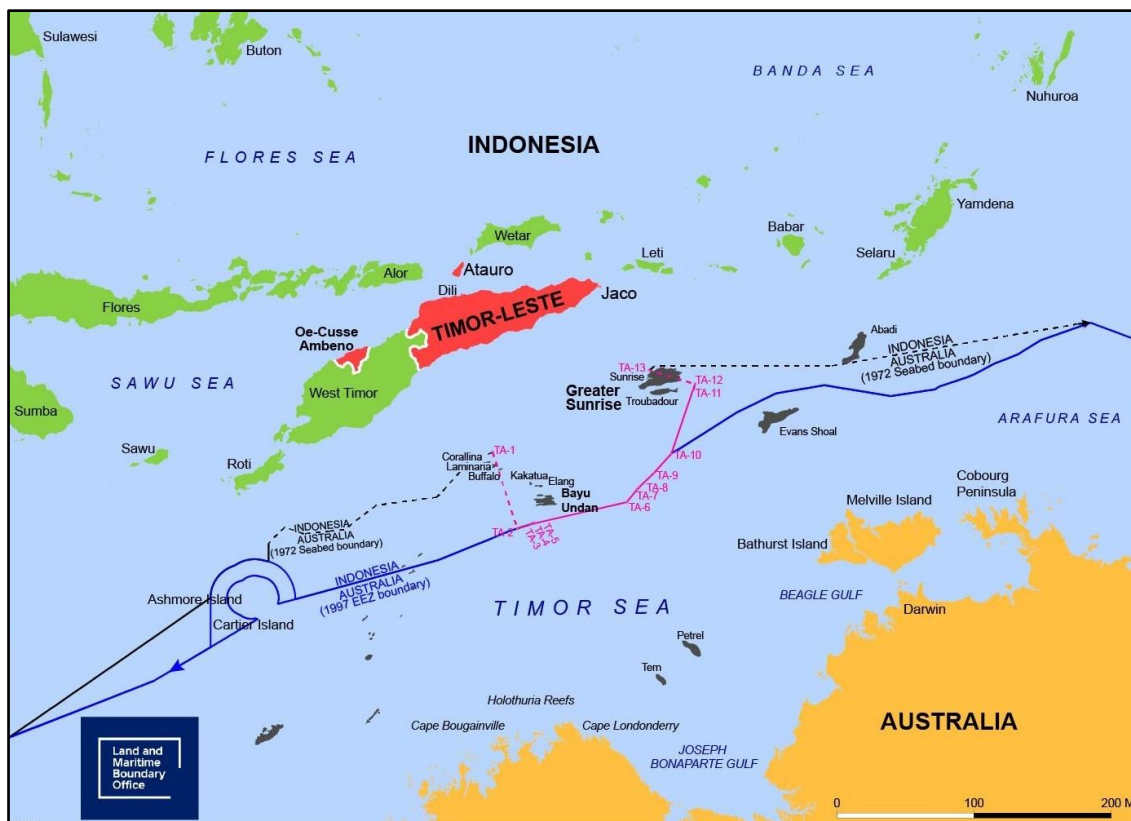 Sulawesi
Buton
BANDA SEA
Nuhuroa
FLORES SEA
INDONESIA
Yamdena
Wetar
Babar
Selaru
Leti
Atauro
Alor
Dili
Jaco
Flores
TIMOR-LESTE
Oe-Cusse
Ambeno
Abadi
INDONESIA
AUSTRALIA
(1972 Seabed boundary)
TA-13
Sunrise
TA-12
TA-11
Greater
Sunrise
Troubadour
SAWU SEA
West Timor
Sumba
ARAFURA SEA
Evans Shoal
Sawu
Roti
Corallina
Laminaria
Buffalo
TA-1
Kakatua
Elang
Bayu
Undan
TA-10
TA-9
TA-8
TA-7
TA-6
TA-5
TA-4
TA-3
TA-2
Cobourg
Peninsula
Melville Island
Bathurst Island
INDONESIA
AUSTRALIA
(1972 Seabed boundary)
INDONESIA
AUSTRALIA
(1997 EEZ boundary)
Ashmore Island
Cartier Island
TIMOR SEA
BEAGLE GULF
Darwin
Petrel
Tern
Holothuria Reefs
Cape Bougainville
Cape Londonderry
JOSEPH
BONAPARTE GULF
AUSTRALIA
Land and
Maritime
Boundary
Office
0
100
200 M